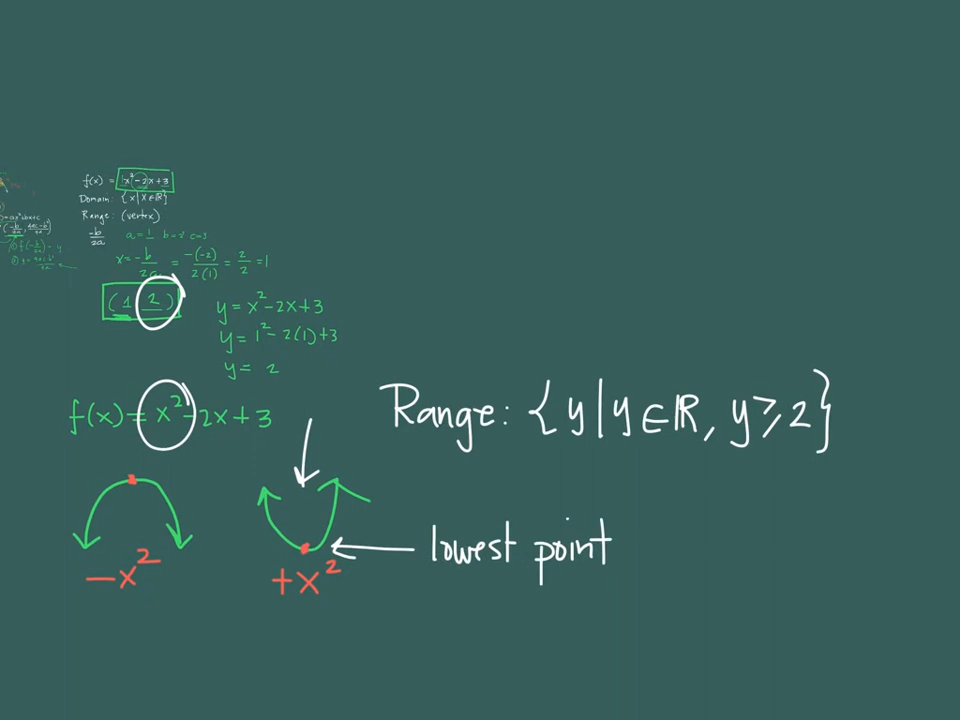 f(x) = x² - 2x + 3
Domain: {x | x ∈ ℝ}
Range: (vertex)
-b/2a
a = 1 b = -2 c = 3
x = -b/2a = -(-2)/2(1) = 2/2 = 1
(1 2)
y = x² - 2x + 3
y = 1² - 2(1) + 3
y = 2
f(x) = x² - 2x + 3
Range: {y | y ∈ ℝ, y ⩾ 2}
lowest point
-x²
+x²